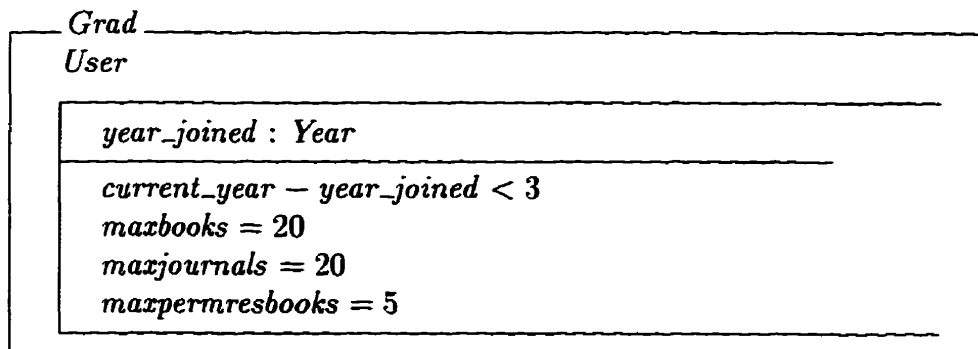 Grad
User
year_joined : Year
current_year − year_joined < 3
maxbooks = 20
maxjournals = 20
maxpermresbooks = 5